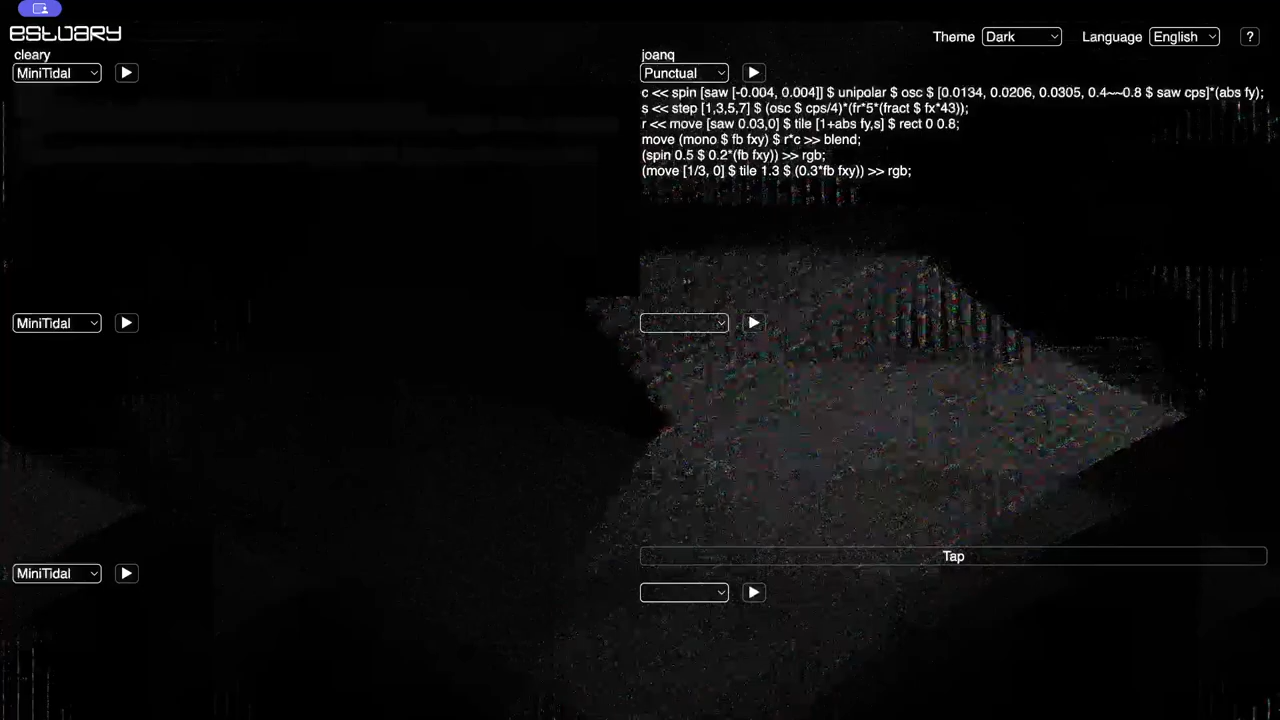 estuary
Theme Dark Language English ?
cleary
MiniTidal
joanq
Punctual
c << spin [saw [-0.004, 0.004]] $ unipolar $ osc $ [0.0134, 0.0206, 0.0305, 0.4~~0.8 $ saw cps]*(abs fy);
s << step [1,3,5,7] $ (osc $ cps/4)*(fr*5*(fract $ fx*43));
r << move [saw 0.03,0] $ tile [1+abs fy,s] $ rect 0 0.8;
move (mono $ fb fxy) $ r*c >> blend;
(spin 0.5 $ 0.2*(fb fxy)) >> rgb;
(move [1/3, 0] $ tile 1.3 $ (0.3*fb fxy)) >> rgb;
MiniTidal
Tap
MiniTidal